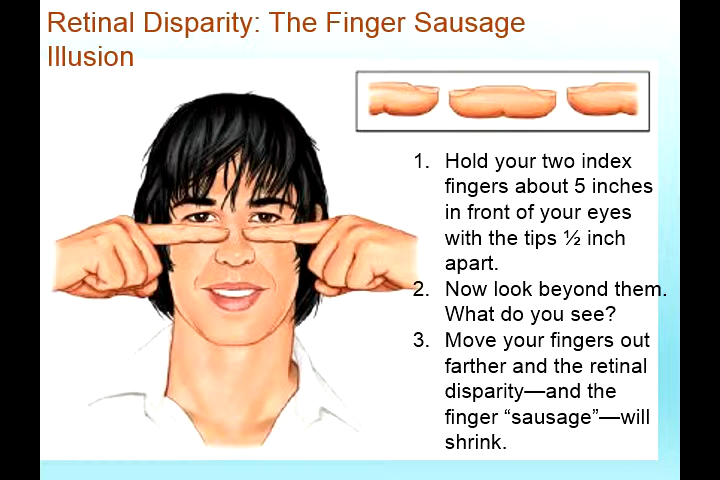 Retinal Disparity: The Finger Sausage
Illusion
1. Hold your two index
fingers about 5 inches
in front of your eyes
with the tips ½ inch
apart.
2. Now look beyond them.
What do you see?
3. Move your fingers out
farther and the retinal
disparity—and the
finger “sausage”—will
shrink.